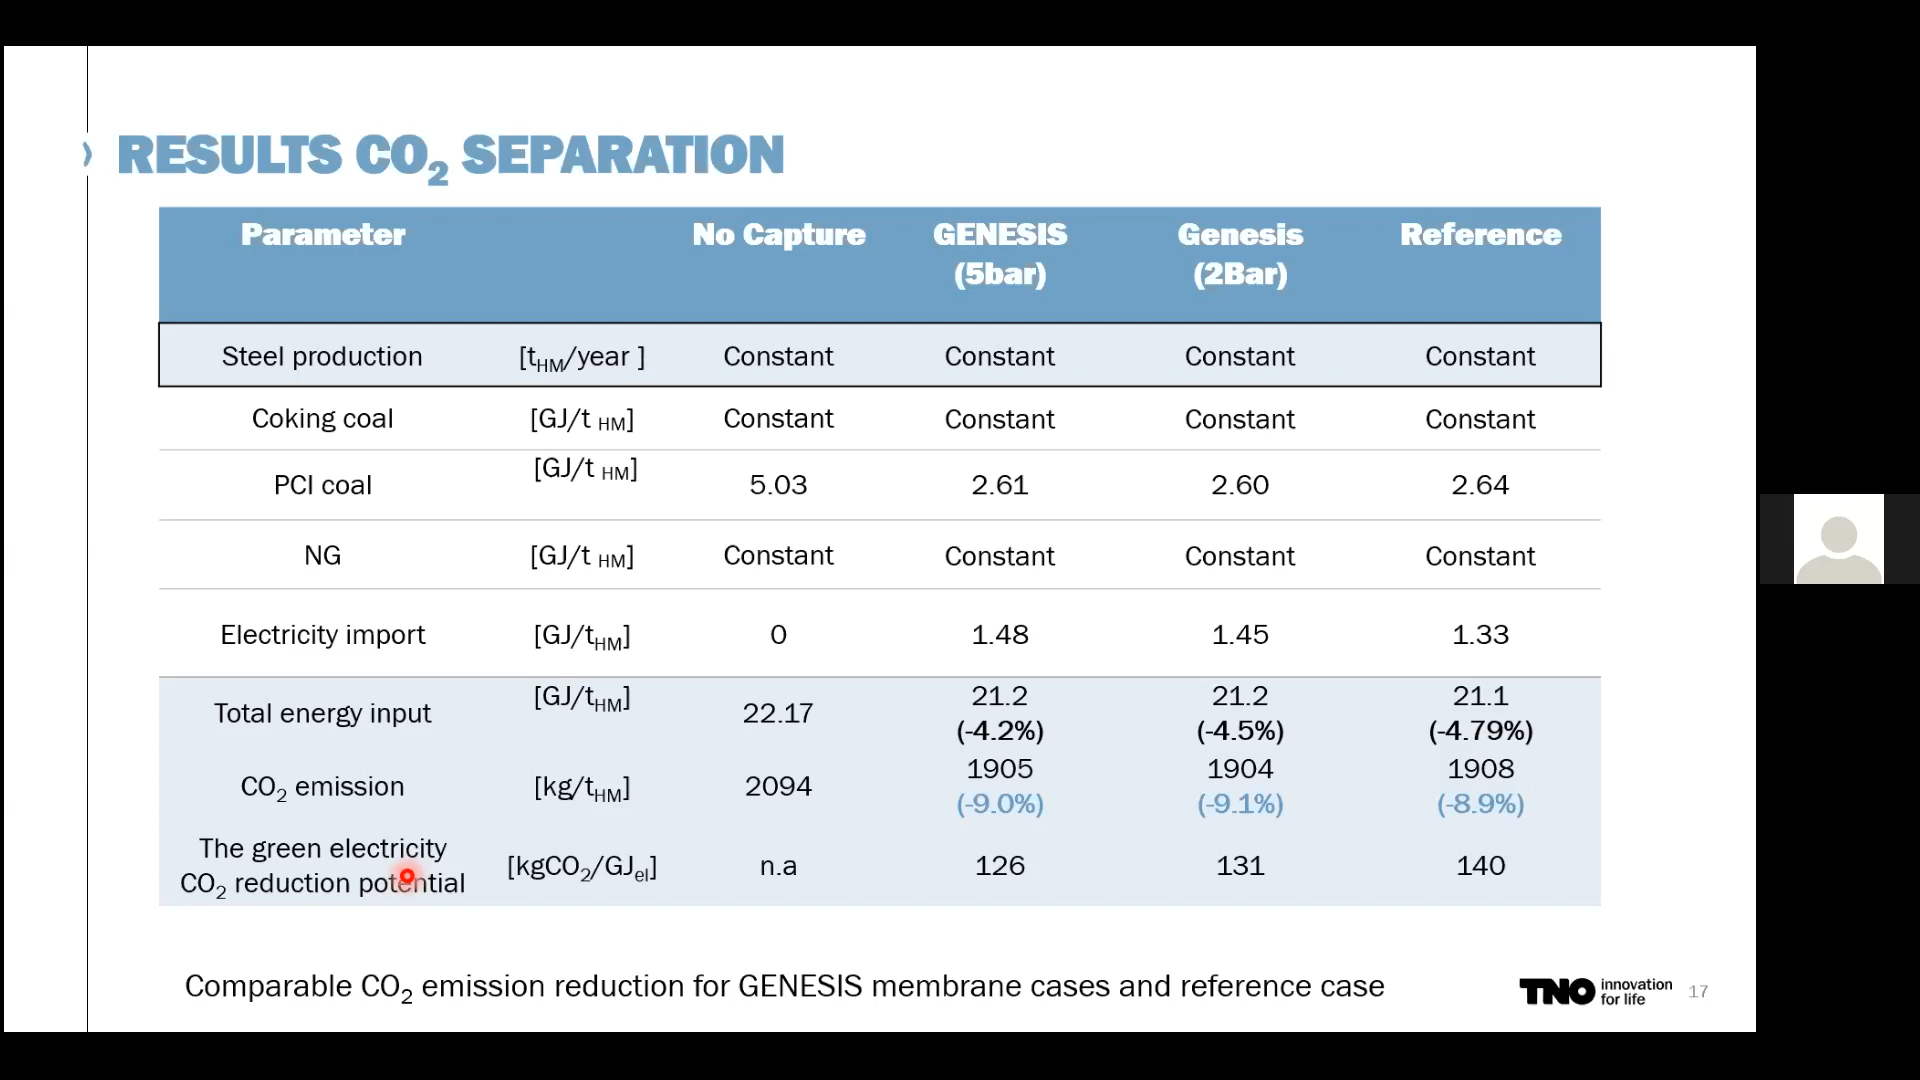 RESULTS CO2 SEPARATION
Parameter No Capture GENESIS (5bar) Genesis (2Bar) Reference
Steel production [tHM/year ] Constant Constant Constant Constant
Coking coal [GJ/t HM] Constant Constant Constant Constant
PCI coal [GJ/t HM] 5.03 2.61 2.60 2.64
NG [GJ/t HM] Constant Constant Constant Constant
Electricity import [GJ/tHM] 0 1.48 1.45 1.33
Total energy input [GJ/tHM] 22.17 21.2 (-4.2%) 21.2 (-4.5%) 21.1 (-4.79%)
CO2 emission [kg/tHM] 2094 1905 (-9.0%) 1904 (-9.1%) 1908 (-8.9%)
The green electricity CO2 reduction potential [kgCO2/GJel] n.a 126 131 140
Comparable CO2 emission reduction for GENESIS membrane cases and reference case
TNO innovation for life 17